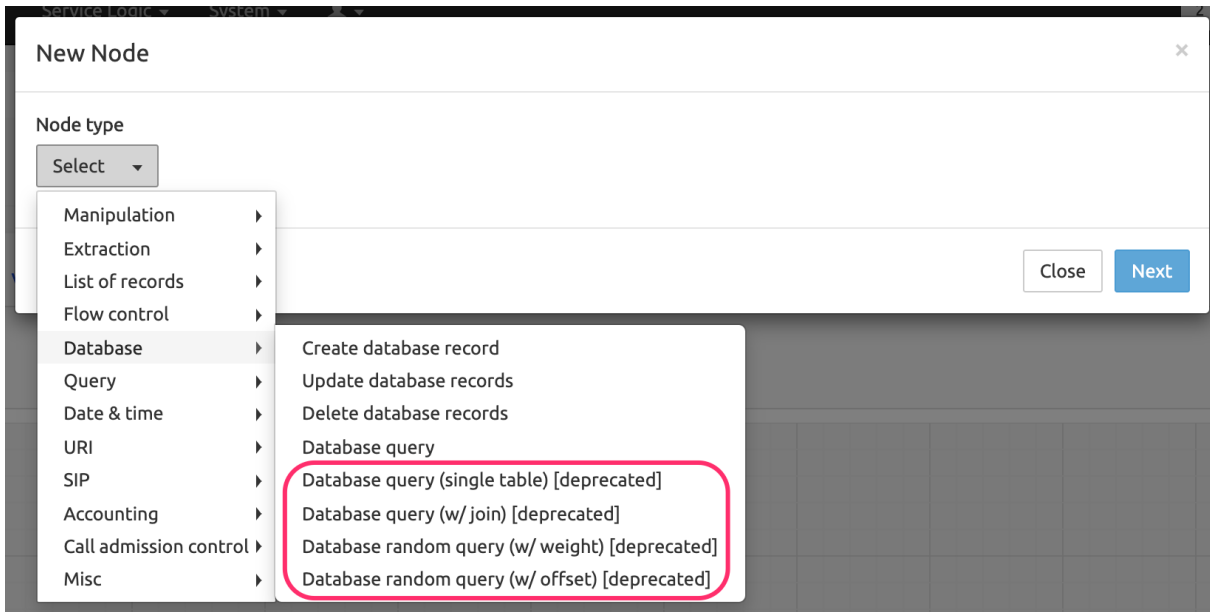 Service Logic System
2
New Node
×
Node type
Select
Manipulation
Extraction
List of records
Close Next
Flow control
Database
Create database record
Query
Update database records
Date & time
Delete database records
URI
Database query
SIP
Database query (single table) [deprecated]
Accounting
Database query (w/ join) [deprecated]
Call admission control
Database random query (w/ weight) [deprecated]
Misc
Database random query (w/ offset) [deprecated]